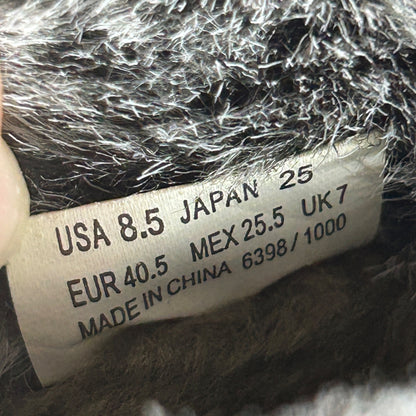 USA 8.5 JAPAN 25
EUR 40.5 MEX 25.5 UK 7
MADE IN CHINA 6398/1000